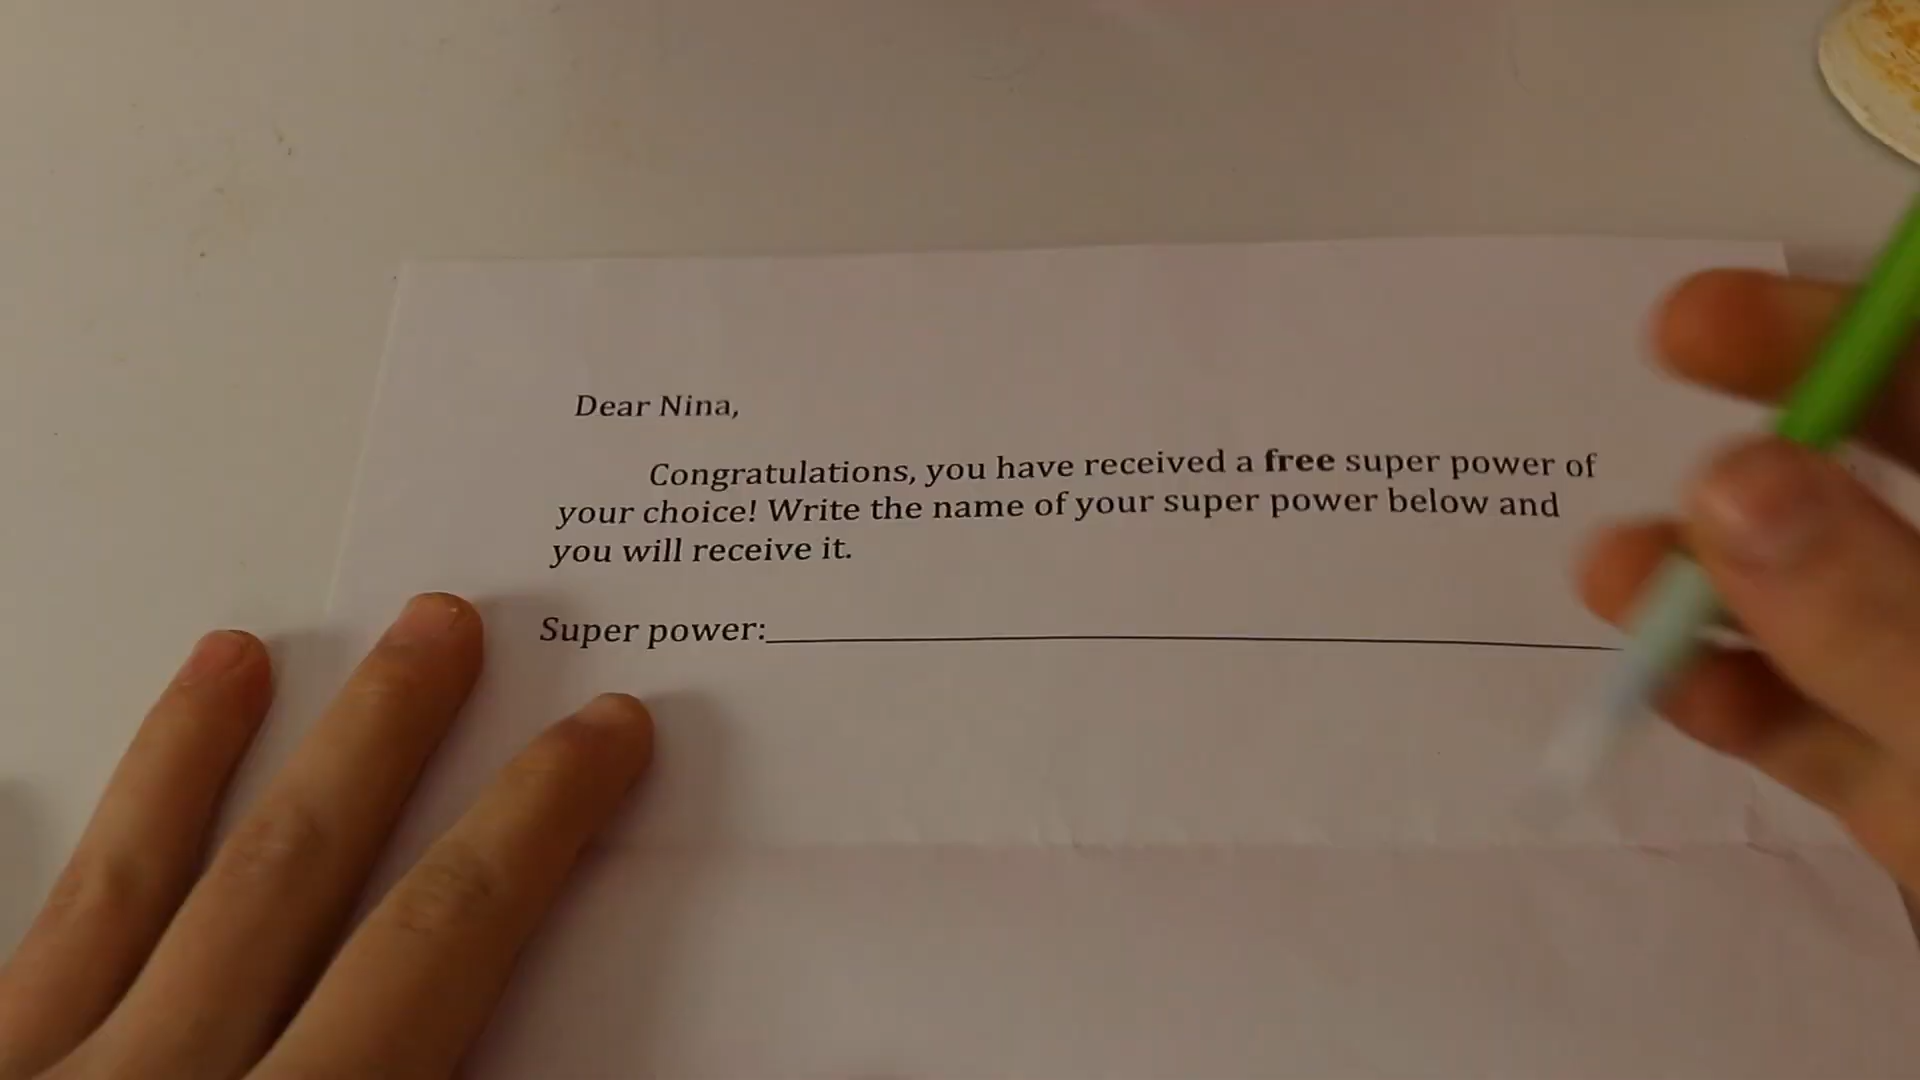 Dear Nina,
Congratulations, you have received a free super power of
your choice! Write the name of your super power below and
you will receive it.
Super power: